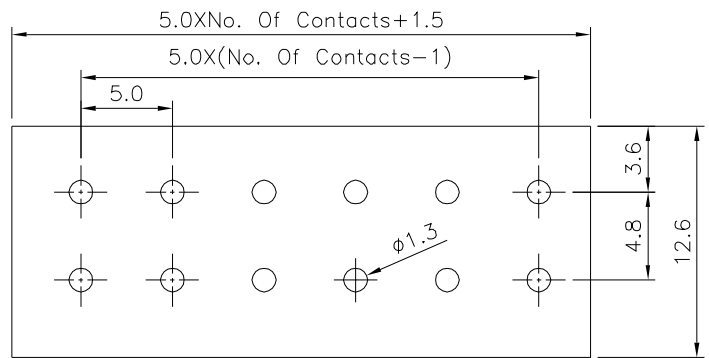 5.0XNo. Of Contacts+1.5
5.0X(No. Of Contacts-1)
5.0
3.6
4.8
12.6
ø1.3